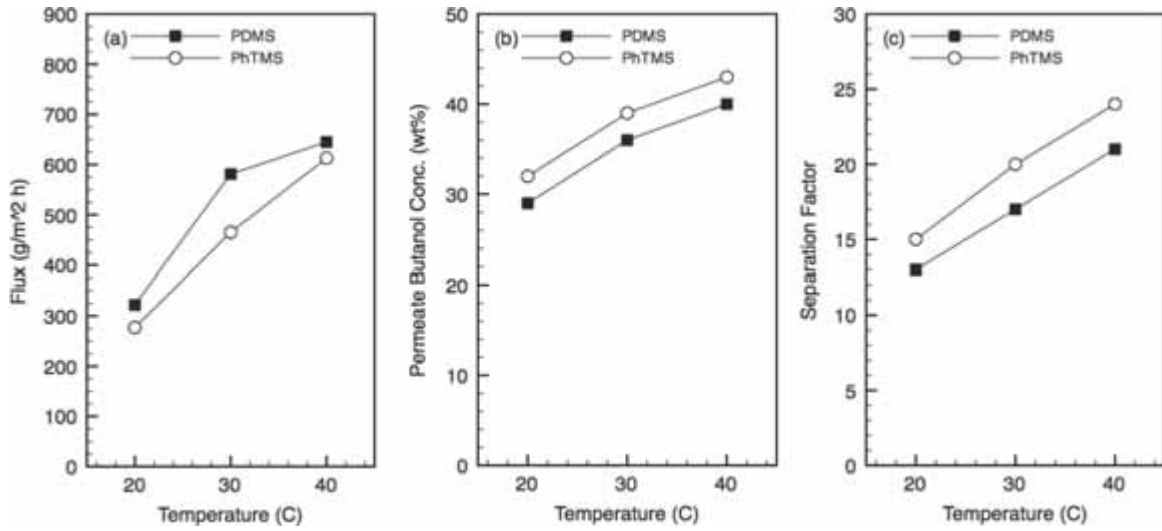 (a)
PDMS
PhTMS
900
800
700
600
500
400
300
200
100
0
Flux (g/m^2 h)
20 30 40
Temperature (C)
(b)
PDMS
PhTMS
50
40
30
20
10
0
Permeate Butanol Conc. (wt%)
20 30 40
Temperature (C)
(c)
PDMS
PhTMS
30
25
20
15
10
5
0
Separation Factor
20 30 40
Temperature (C)